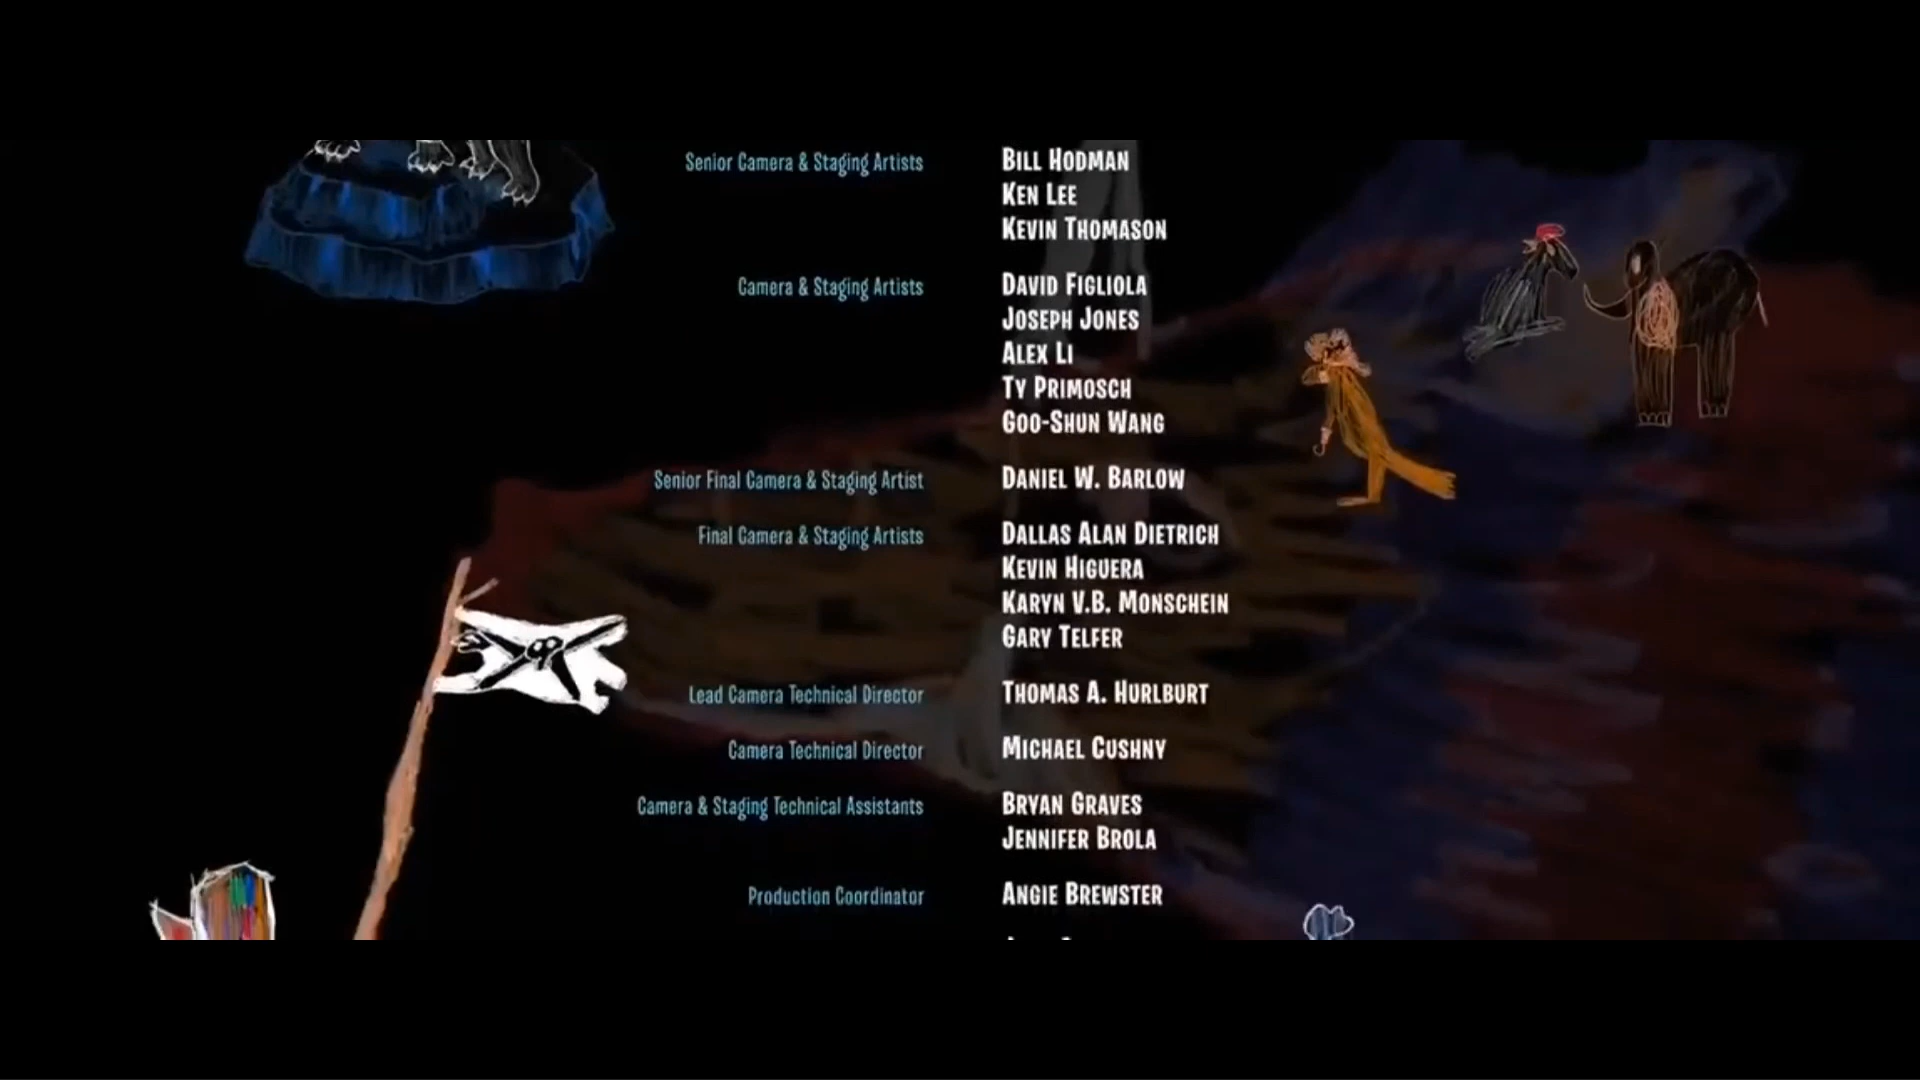 Senior Camera & Staging Artists BILL HODMAN
KEN LEE
KEVIN THOMASON
Camera & Staging Artists DAVID FIGLIOLA
JOSEPH JONES
ALEX LI
TY PRIMOSCH
GOO-SHUN WANG
Senior Final Camera & Staging Artist DANIEL W. BARLOW
Final Camera & Staging Artists DALLAS ALAN DIETRICH
KEVIN HIGUERA
KARYN V.B. MONSCHEIN
GARY TELFER
Lead Camera Technical Director THOMAS A. HURLBURT
Camera Technical Director MICHAEL CUSHNY
Camera & Staging Technical Assistants BRYAN GRAVES
JENNIFER BROLA
Production Coordinator ANGIE BREWSTER